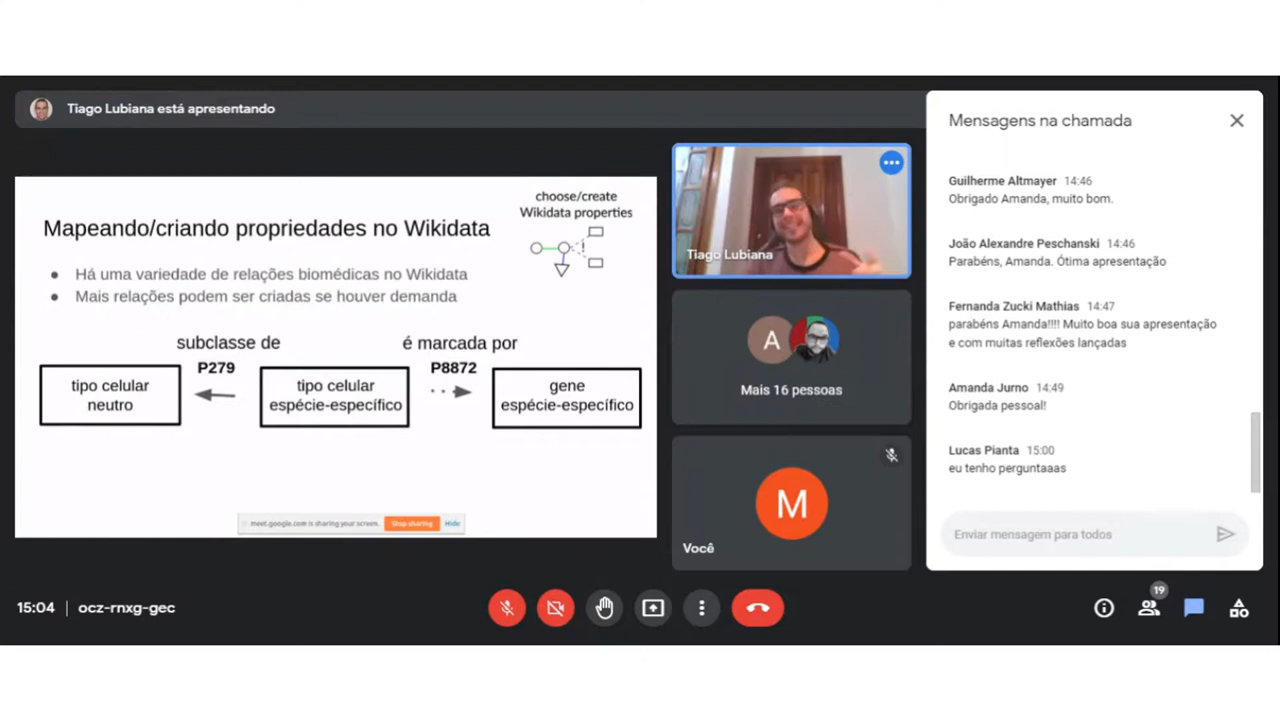 Tiago Lubiana está apresentando
choose/create
Wikidata properties
Mapeando/criando propriedades no Wikidata
Há uma variedade de relações biomédicas no Wikidata
Mais relações podem ser criadas se houver demanda
subclasse de
é marcada por
P279
P8872
tipo celular
neutro
tipo celular
espécie-específico
gene
espécie-específico
meet.google.com is sharing your screen.
Stop sharing
Hide
Tiago Lubiana
A
Mais 16 pessoas
M
Você
Mensagens na chamada
Guilherme Altmayer 14:46
Obrigado Amanda, muito bom.
João Alexandre Peschanski 14:46
Parabéns, Amanda. Ótima apresentação
Fernanda Zucki Mathias 14:47
parabéns Amanda!!!! Muito boa sua apresentação
e com muitas reflexões lançadas
Amanda Jurno 14:49
Obrigada pessoal!
Lucas Pianta 15:00
eu tenho perguntaaas
Enviar mensagem para todos
15:04 | ocz-rnxg-gec
19